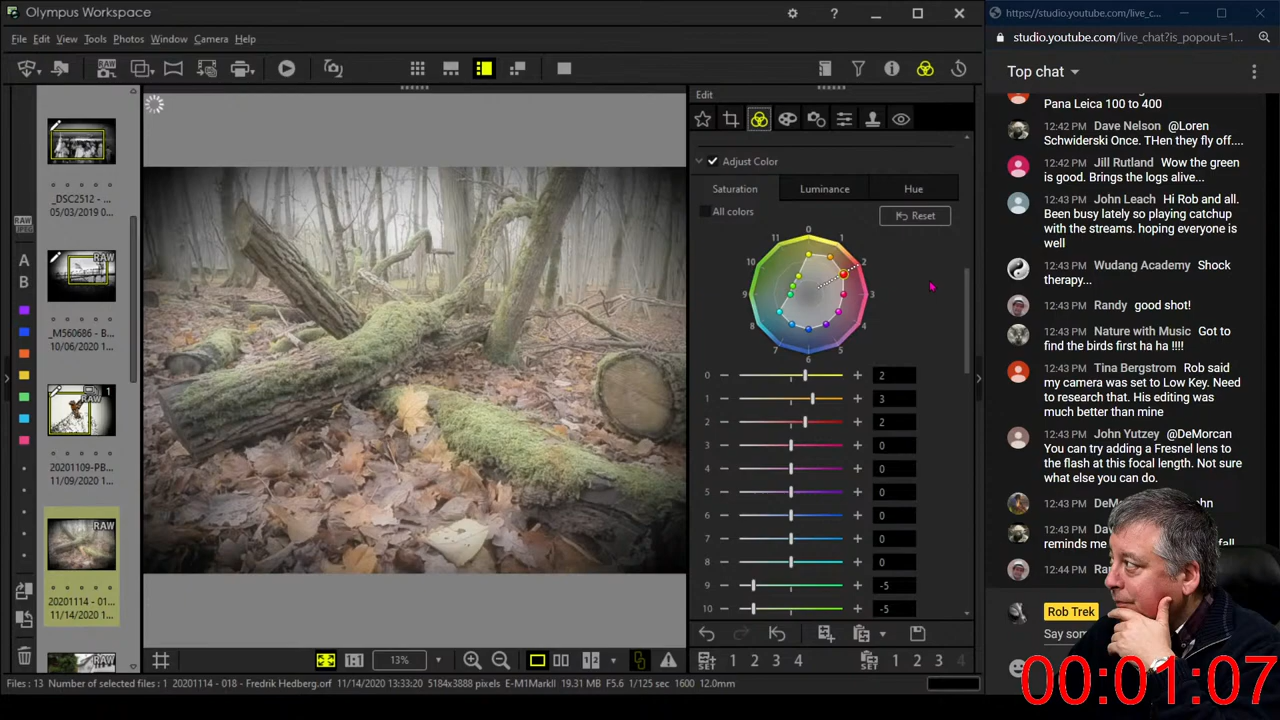 Olympus Workspace
File Edit View Tools Photos Window Camera Help
RAW
_DSC2512 - ...
05/03/2019 0...
RAW
_M560686 - B...
10/06/2020 1...
1
RAW
20201109-PB...
11/09/2020 1...
RAW
20201114 - 01...
11/14/2020 1...
A
B
Edit
Adjust Color
Saturation Luminance Hue
All colors
Reset
0
1
2
3
4
5
6
7
8
9
10
11
0 − + 2
1 − + 3
2 − + 2
3 − + 0
4 − + 0
5 − + 0
6 − + 0
7 − + 0
8 − + 0
9 − + -5
10 − + -5
1:1 13%
SET 1 2 3 4 SET 1 2 3 4
Files: 13 Number of selected files: 1 20201114 - 018 - Fredrik Hedberg.orf 11/14/2020 13:33:20 5184x3888 pixels E-M1MarkII 19.31 MB F5.6 1/125 sec 1600 12.0mm
https://studio.youtube.com/live_c...
studio.youtube.com/live_chat?is_popout=1...
Top chat
Pana Leica 100 to 400
12:42 PM Dave Nelson @Loren
Schwiderski Once. THen they fly off....
12:42 PM Jill Rutland Wow the green
is good. Brings the logs alive...
12:43 PM John Leach Hi Rob and all.
Been busy lately so playing catchup
with the streams. hoping everyone is
well
12:43 PM Wudang Academy Shock
therapy...
12:43 PM Randy good shot!
12:43 PM Nature with Music Got to
find the birds first ha ha !!!!
12:43 PM Tina Bergstrom Rob said
my camera was set to Low Key. Need
to research that. His editing was
much better than mine
12:43 PM John Yutzey @DeMorcan
You can try adding a Fresnel lens to
the flash at this focal length. Not sure
what else you can do.
12:43 PM
12:43 PM
reminds me
12:44 PM
Rob Trek
00:01:07